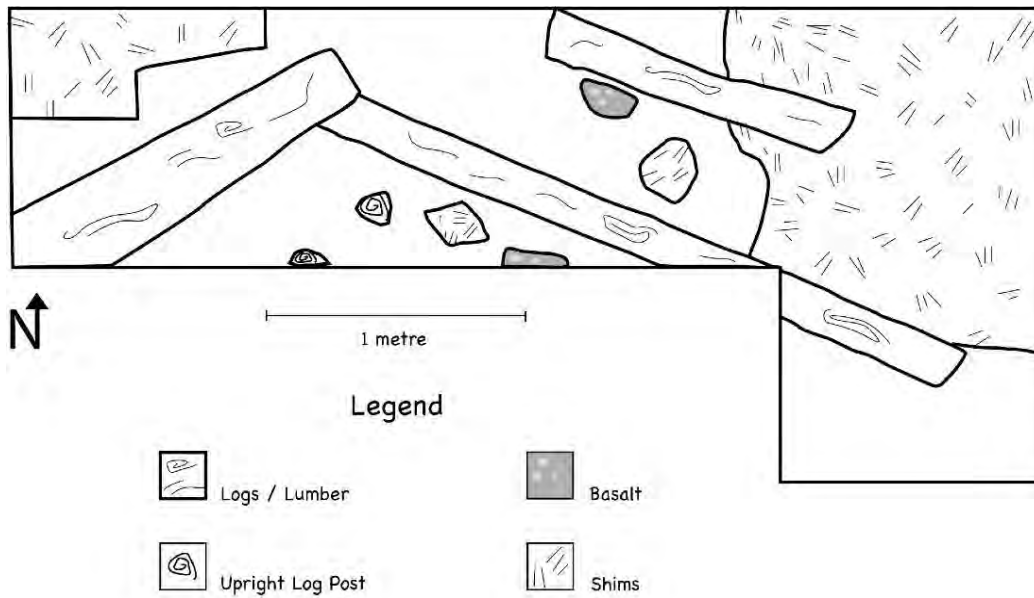 N
1 metre
Legend
Logs / Lumber
Basalt
Upright Log Post
Shims